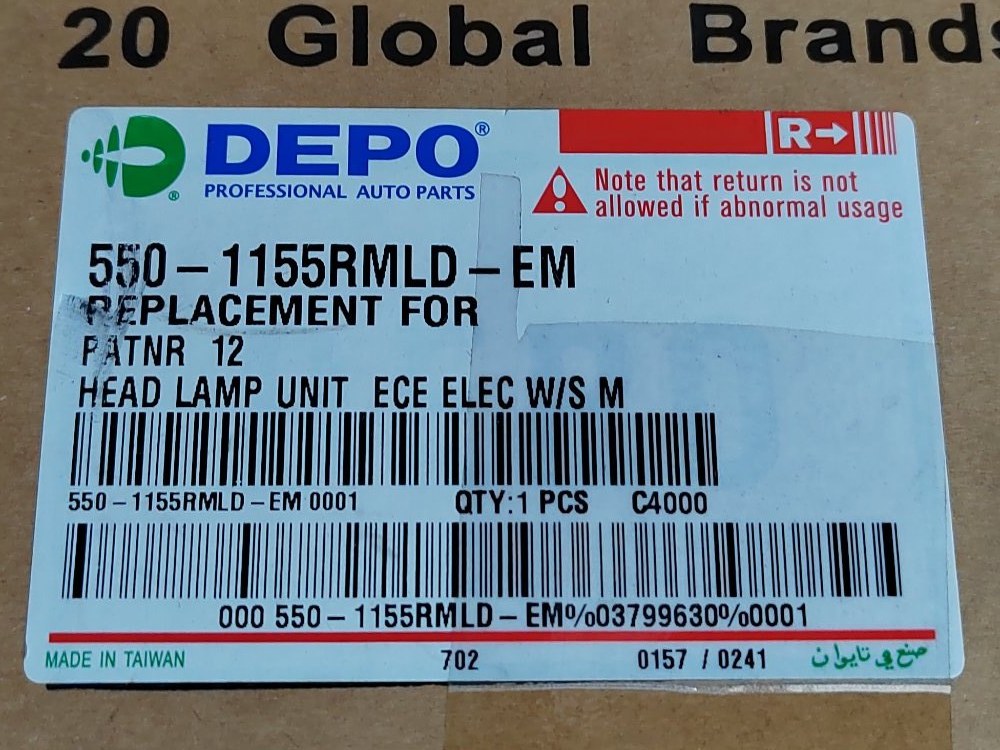 20 Global Brands
DEPO®
PROFESSIONAL AUTO PARTS
®
R→
Note that return is not
allowed if abnormal usage
550-1155RMLD-EM
REPLACEMENT FOR
PATNR 12
HEAD LAMP UNIT ECE ELEC W/S M
550-1155RMLD-EM 0001 QTY:1 PCS C4000
000 550-1155RMLD-EM%03799630%0001
MADE IN TAIWAN 702 0157 / 0241 صنع في تايوان